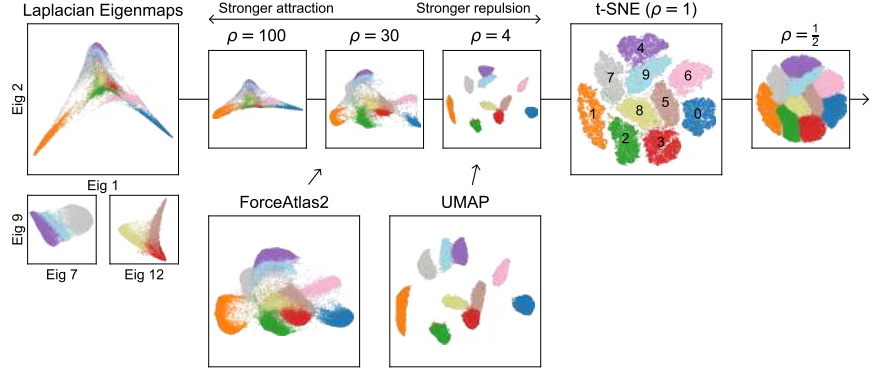 Laplacian Eigenmaps
Stronger attraction
Stronger repulsion
t-SNE (ρ = 1)
ρ = 100
ρ = 30
ρ = 4
ρ = 1/2
Eig 2
Eig 1
4
7
9
6
1
8
5
0
2
3
Eig 9
Eig 7
Eig 12
ForceAtlas2
UMAP